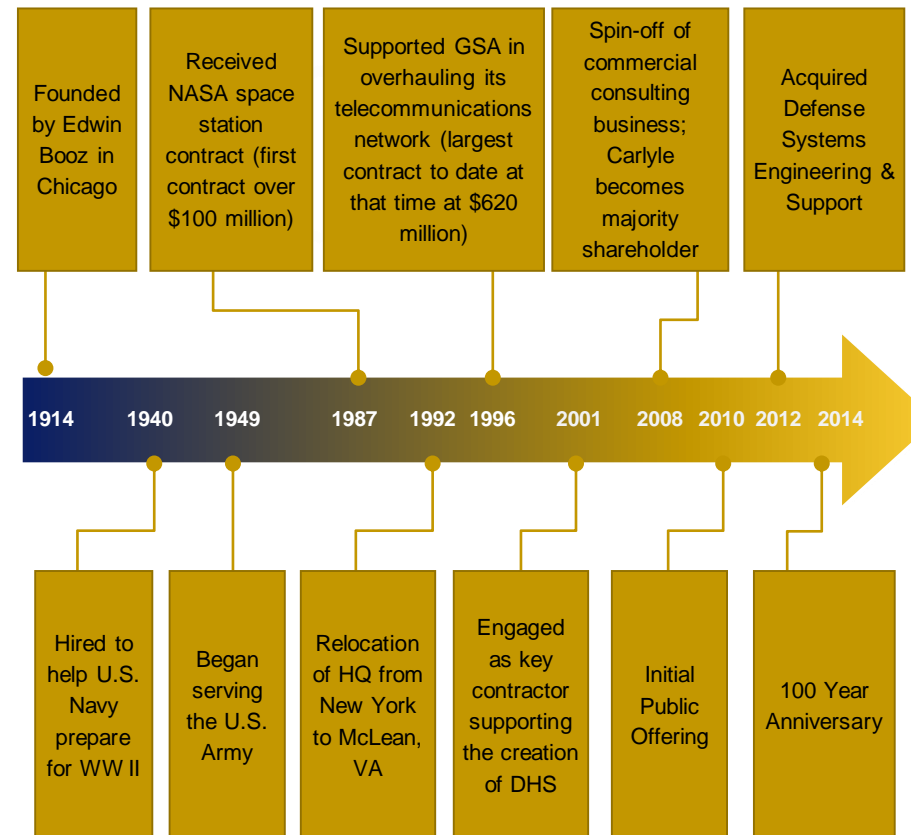 Founded
by Edwin
Booz in
Chicago
Received
NASA space
station
contract (first
contract over
$100 million)
Supported GSA in
overhauling its
telecommunications
network (largest
contract to date at
that time at $620
million)
Spin-off of
commercial
consulting
business;
Carlyle
becomes
majority
shareholder
Acquired
Defense
Systems
Engineering &
Support
1914 1940 1949 1987 1992 1996 2001 2008 2010 2012 2014
Hired to
help U.S.
Navy
prepare
for WW II
Began
serving
the U.S.
Army
Relocation
of HQ from
New York
to McLean,
VA
Engaged
as key
contractor
supporting
the creation
of DHS
Initial
Public
Offering
100 Year
Anniversary